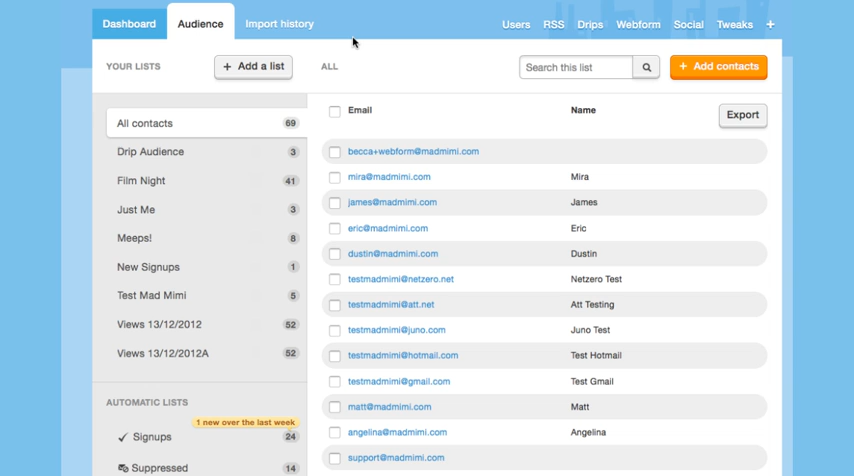 Dashboard Audience Import history Users RSS Drips Webform Social Tweaks +
YOUR LISTS + Add a list ALL Search this list + Add contacts
Email Name Export
All contacts 69
Drip Audience 3
Film Night 41
Just Me 3
Meeps! 8
New Signups 1
Test Mad Mimi 5
Views 13/12/2012 52
Views 13/12/2012A 52
AUTOMATIC LISTS
1 new over the last week
Signups 24
Suppressed 14
becca+webform@madmimi.com
mira@madmimi.com Mira
james@madmimi.com James
eric@madmimi.com Eric
dustin@madmimi.com Dustin
testmadmimi@netzero.net Netzero Test
testmadmimi@att.net Att Testing
testmadmimi@juno.com Juno Test
testmadmimi@hotmail.com Test Hotmail
testmadmimi@gmail.com Test Gmail
matt@madmimi.com Matt
angelina@madmimi.com Angelina
support@madmimi.com